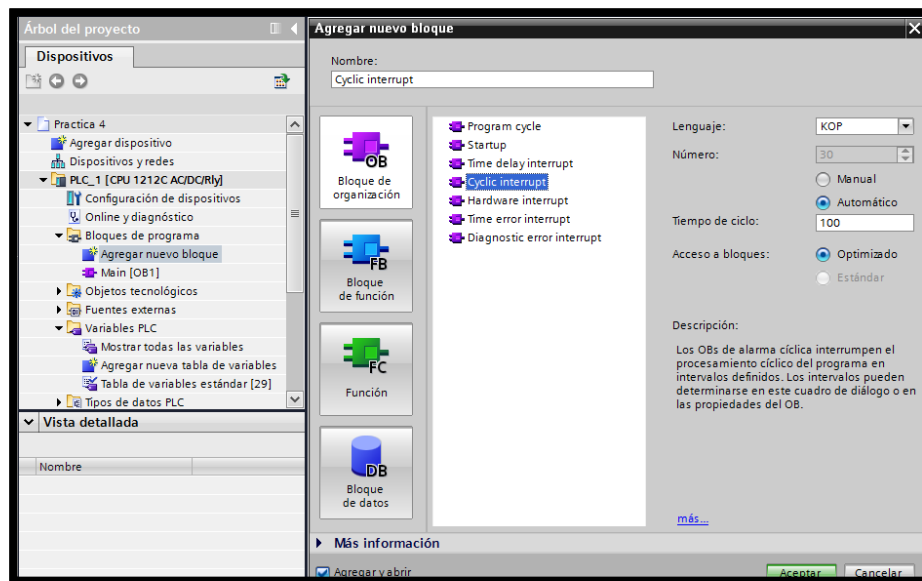 Árbol del proyecto
Dispositivos
Practica 4
Agregar dispositivo
Dispositivos y redes
PLC_1 [CPU 1212C AC/DC/Rly]
Configuración de dispositivos
Online y diagnóstico
Bloques de programa
Agregar nuevo bloque
Main [OB1]
Objetos tecnológicos
Fuentes externas
Variables PLC
Mostrar todas las variables
Agregar nueva tabla de variables
Tabla de variables estándar [29]
Tipos de datos PLC
Vista detallada
Nombre
Agregar nuevo bloque
Nombre:
Cyclic interrupt
OB
Bloque de
organización
FB
Bloque
de función
FC
Función
DB
Bloque
de datos
Program cycle
Startup
Time delay interrupt
Cyclic interrupt
Hardware interrupt
Time error interrupt
Diagnostic error interrupt
Lenguaje: KOP
Número: 30
Manual
Automático
Tiempo de ciclo: 100
Acceso a bloques: Optimizado
Estándar
Descripción:
Los OBs de alarma cíclica interrumpen el
procesamiento cíclico del programa en
intervalos definidos. Los intervalos pueden
determinarse en este cuadro de diálogo o en
las propiedades del OB.
más...
Más información
Agregar y abrir
Aceptar
Cancelar